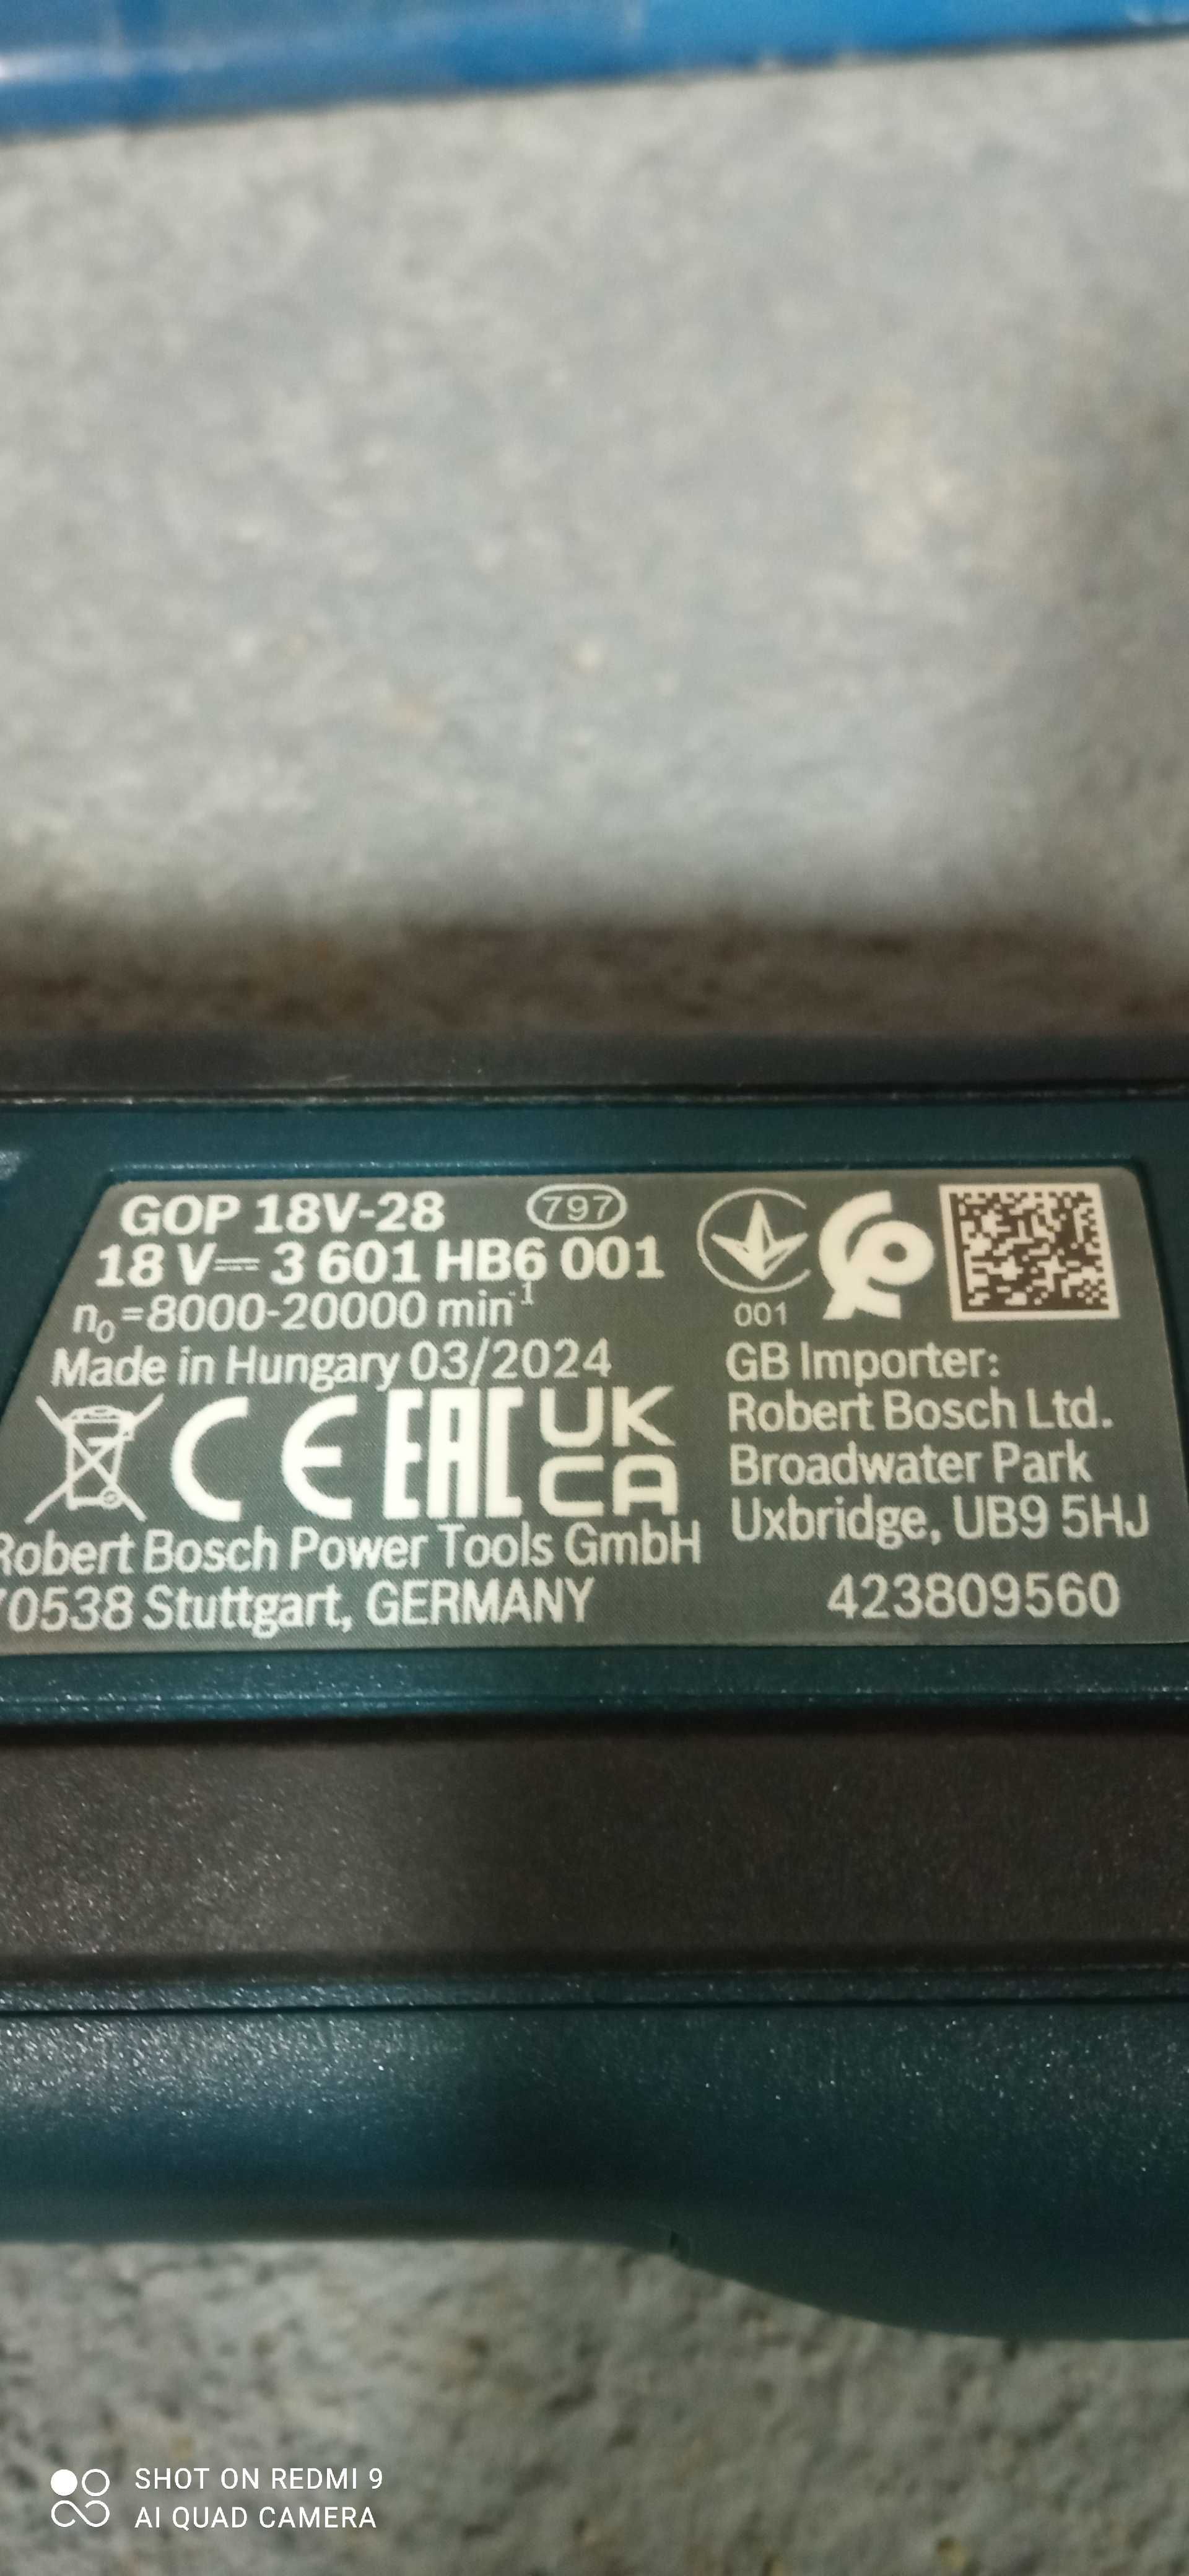 GOP 18V-28 797
18 V⎓ 3 601 HB6 001
n₀=8000-20000 min⁻¹
Made in Hungary 03/2024
CE EAC UK
CA
Robert Bosch Power Tools GmbH
70538 Stuttgart, GERMANY
001
GB Importer:
Robert Bosch Ltd.
Broadwater Park
Uxbridge, UB9 5HJ
423809560
SHOT ON REDMI 9
AI QUAD CAMERA